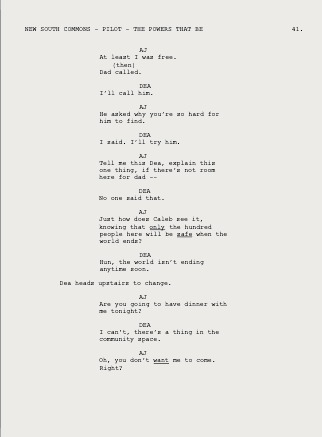 NEW SOUTH COMMONS - PILOT - THE POWERS THAT BE 41.
AJ
At least I was free.
(then)
Dad called.
DEA
I'll call him.
AJ
He asked why you're so hard for
him to find.
DEA
I said. I'll try him.
AJ
Tell me this Dea, explain this
one thing, if there's not room
here for dad --
DEA
No one said that.
AJ
Just how does Caleb see it,
knowing that only the hundred
people here will be safe when the
world ends?
DEA
Hun, the world isn't ending
anytime soon.
Dea heads upstairs to change.
AJ
Are you going to have dinner with
me tonight?
DEA
I can't, there's a thing in the
community space.
AJ
Oh, you don't want me to come.
Right?